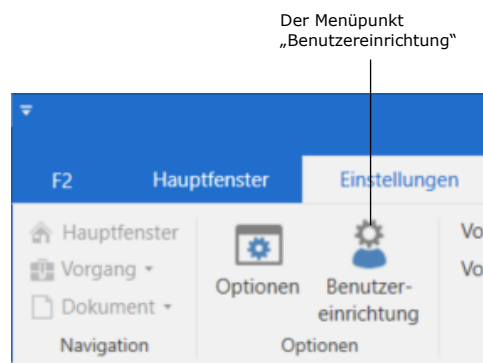 Der Menüpunkt
„Benutzereinrichtung“
F2 Hauptfenster Einstellungen
Hauptfenster
Vorgang
Dokument
Navigation
Optionen
Benutzer-
einrichtung
Optionen
Vo
Vo